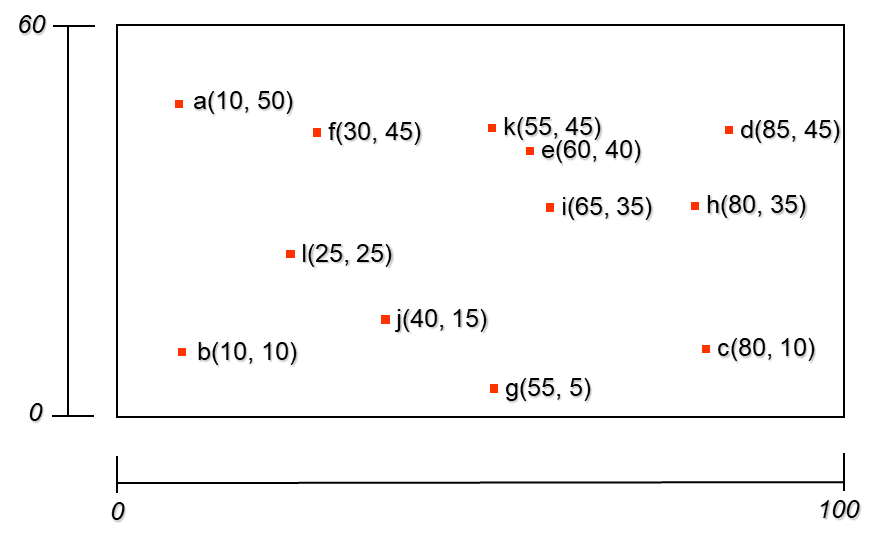 60
a(10, 50)
f(30, 45)
k(55, 45)
d(85, 45)
e(60, 40)
i(65, 35)
h(80, 35)
l(25, 25)
j(40, 15)
b(10, 10)
c(80, 10)
g(55, 5)
0
0
100